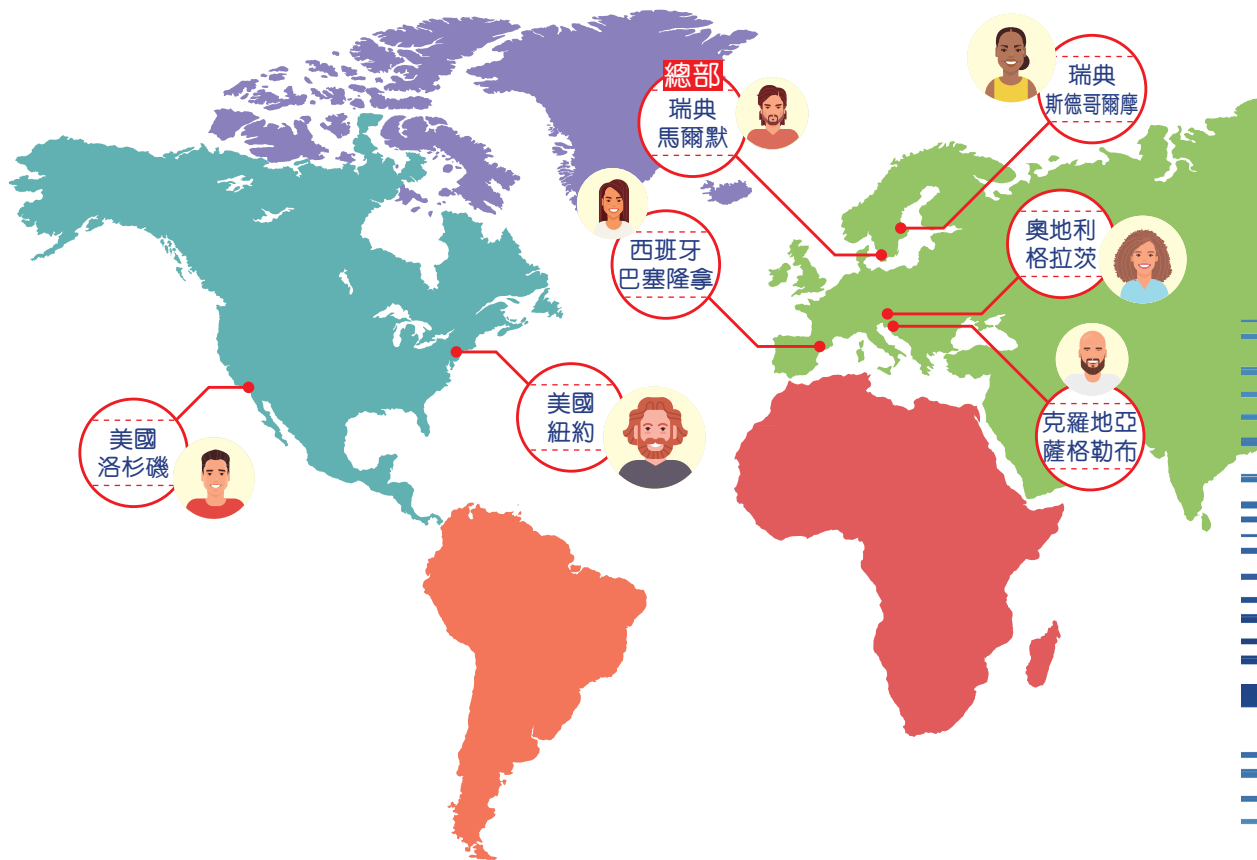 總部
瑞典
馬爾默
瑞典
斯德哥爾摩
西班牙
巴塞隆拿
奧地利
格拉茨
美國
洛杉磯
美國
紐約
克羅地亞
薩格勒布